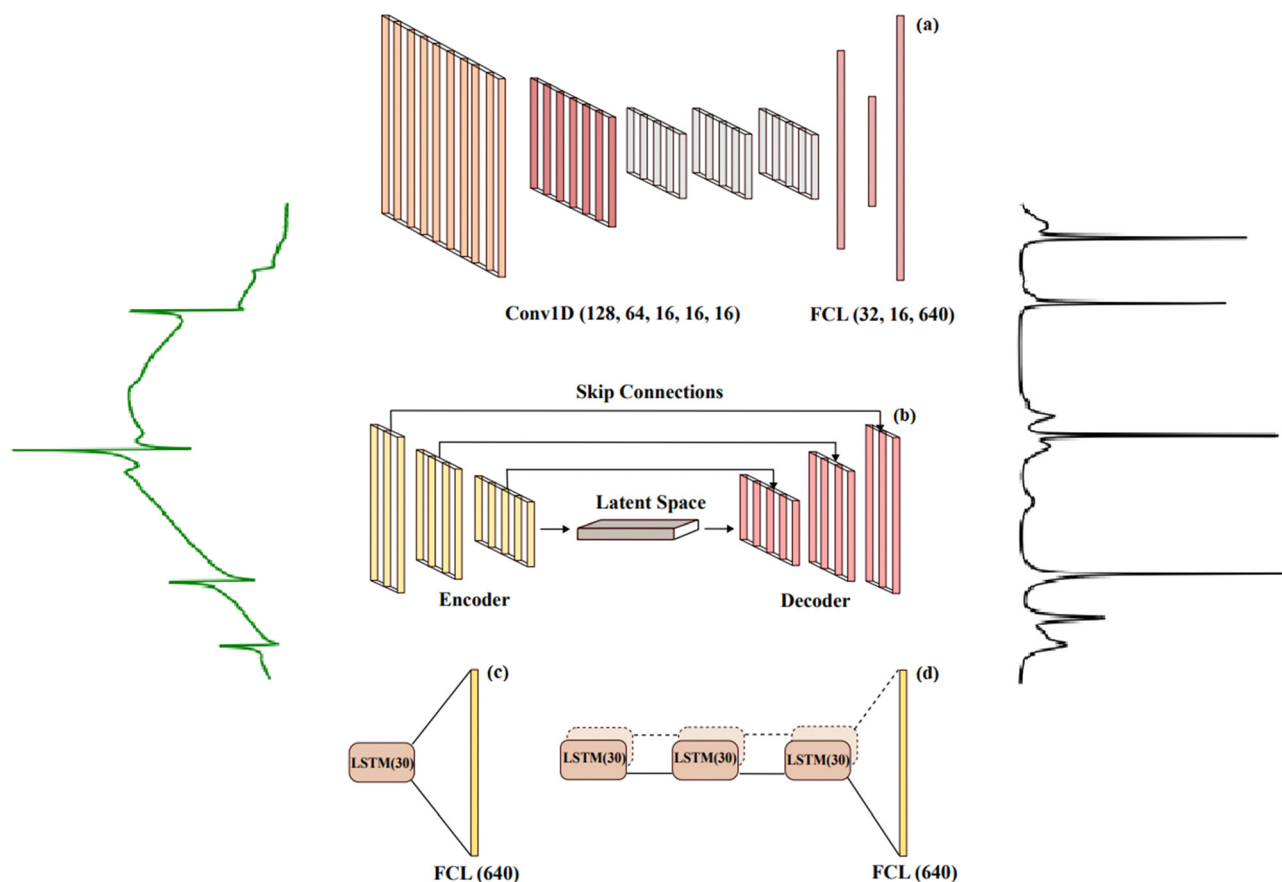 (a)
Conv1D (128, 64, 16, 16, 16)
FCL (32, 16, 640)
Skip Connections
(b)
Latent Space
Encoder
Decoder
(c)
LSTM(30)
FCL (640)
(d)
LSTM(30)
LSTM(30)
LSTM(30)
FCL (640)